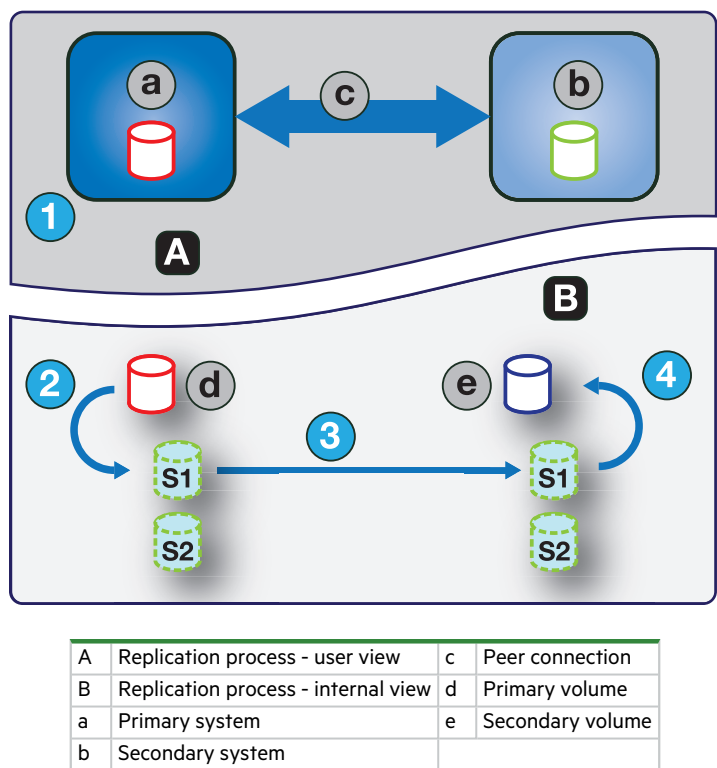 a
c
b
1
A
B
2
d
e
4
3
S1
S1
S2
S2
A Replication process - user view c Peer connection
B Replication process - internal view d Primary volume
a Primary system e Secondary volume
b Secondary system